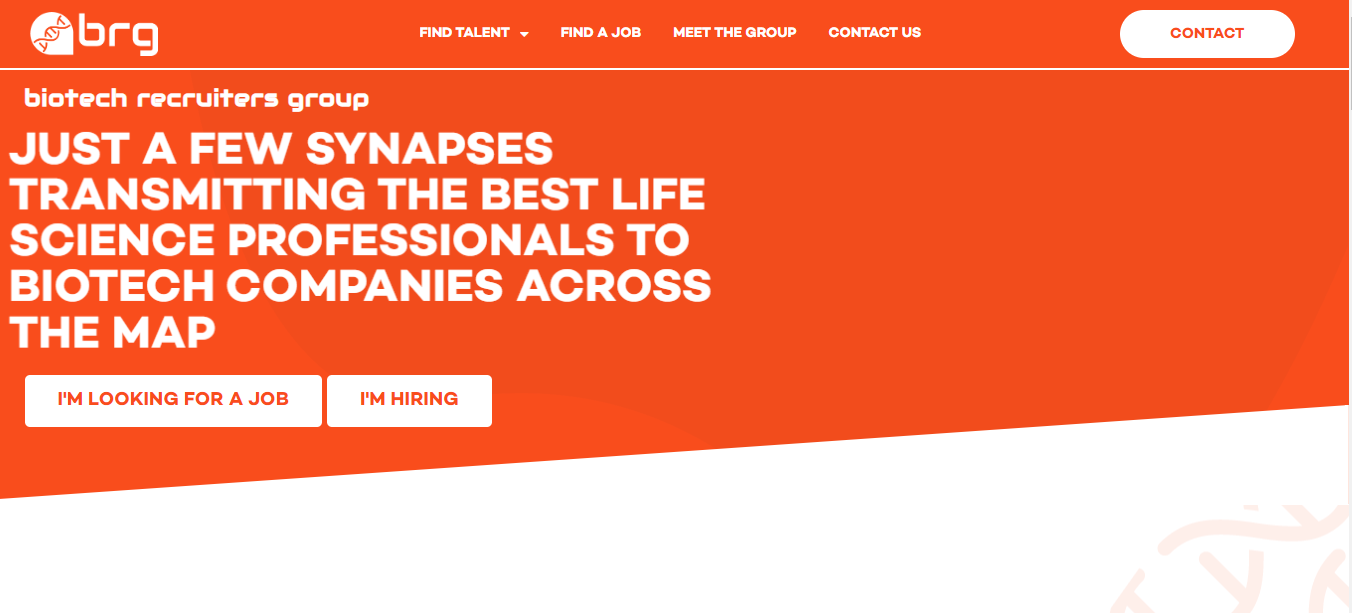 brg
FIND TALENT
FIND A JOB
MEET THE GROUP
CONTACT US
CONTACT
biotech recruiters group
JUST A FEW SYNAPSES
TRANSMITTING THE BEST LIFE
SCIENCE PROFESSIONALS TO
BIOTECH COMPANIES ACROSS
THE MAP
I'M LOOKING FOR A JOB
I'M HIRING